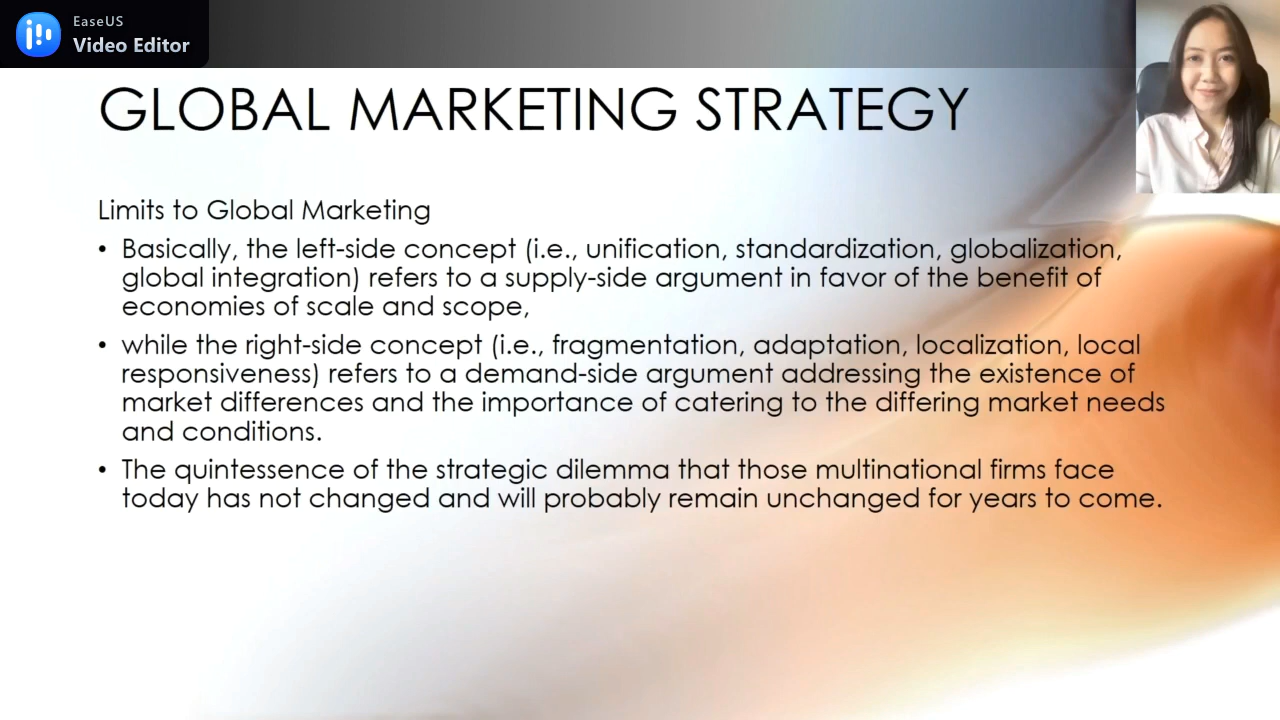 EaseUS
Video Editor
GLOBAL MARKETING STRATEGY
Limits to Global Marketing
• Basically, the left-side concept (i.e., unification, standardization, globalization,
global integration) refers to a supply-side argument in favor of the benefit of
economies of scale and scope,
• while the right-side concept (i.e., fragmentation, adaptation, localization, local
responsiveness) refers to a demand-side argument addressing the existence of
market differences and the importance of catering to the differing market needs
and conditions.
• The quintessence of the strategic dilemma that those multinational firms face
today has not changed and will probably remain unchanged for years to come.